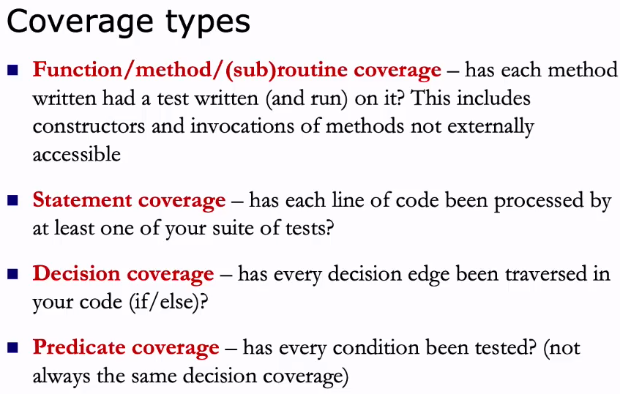 Coverage types
Function/method/(sub)routine coverage – has each method
written had a test written (and run) on it? This includes
constructors and invocations of methods not externally
accessible
Statement coverage – has each line of code been processed by
at least one of your suite of tests?
Decision coverage – has every decision edge been traversed in
your code (if/else)?
Predicate coverage – has every condition been tested? (not
always the same decision coverage)